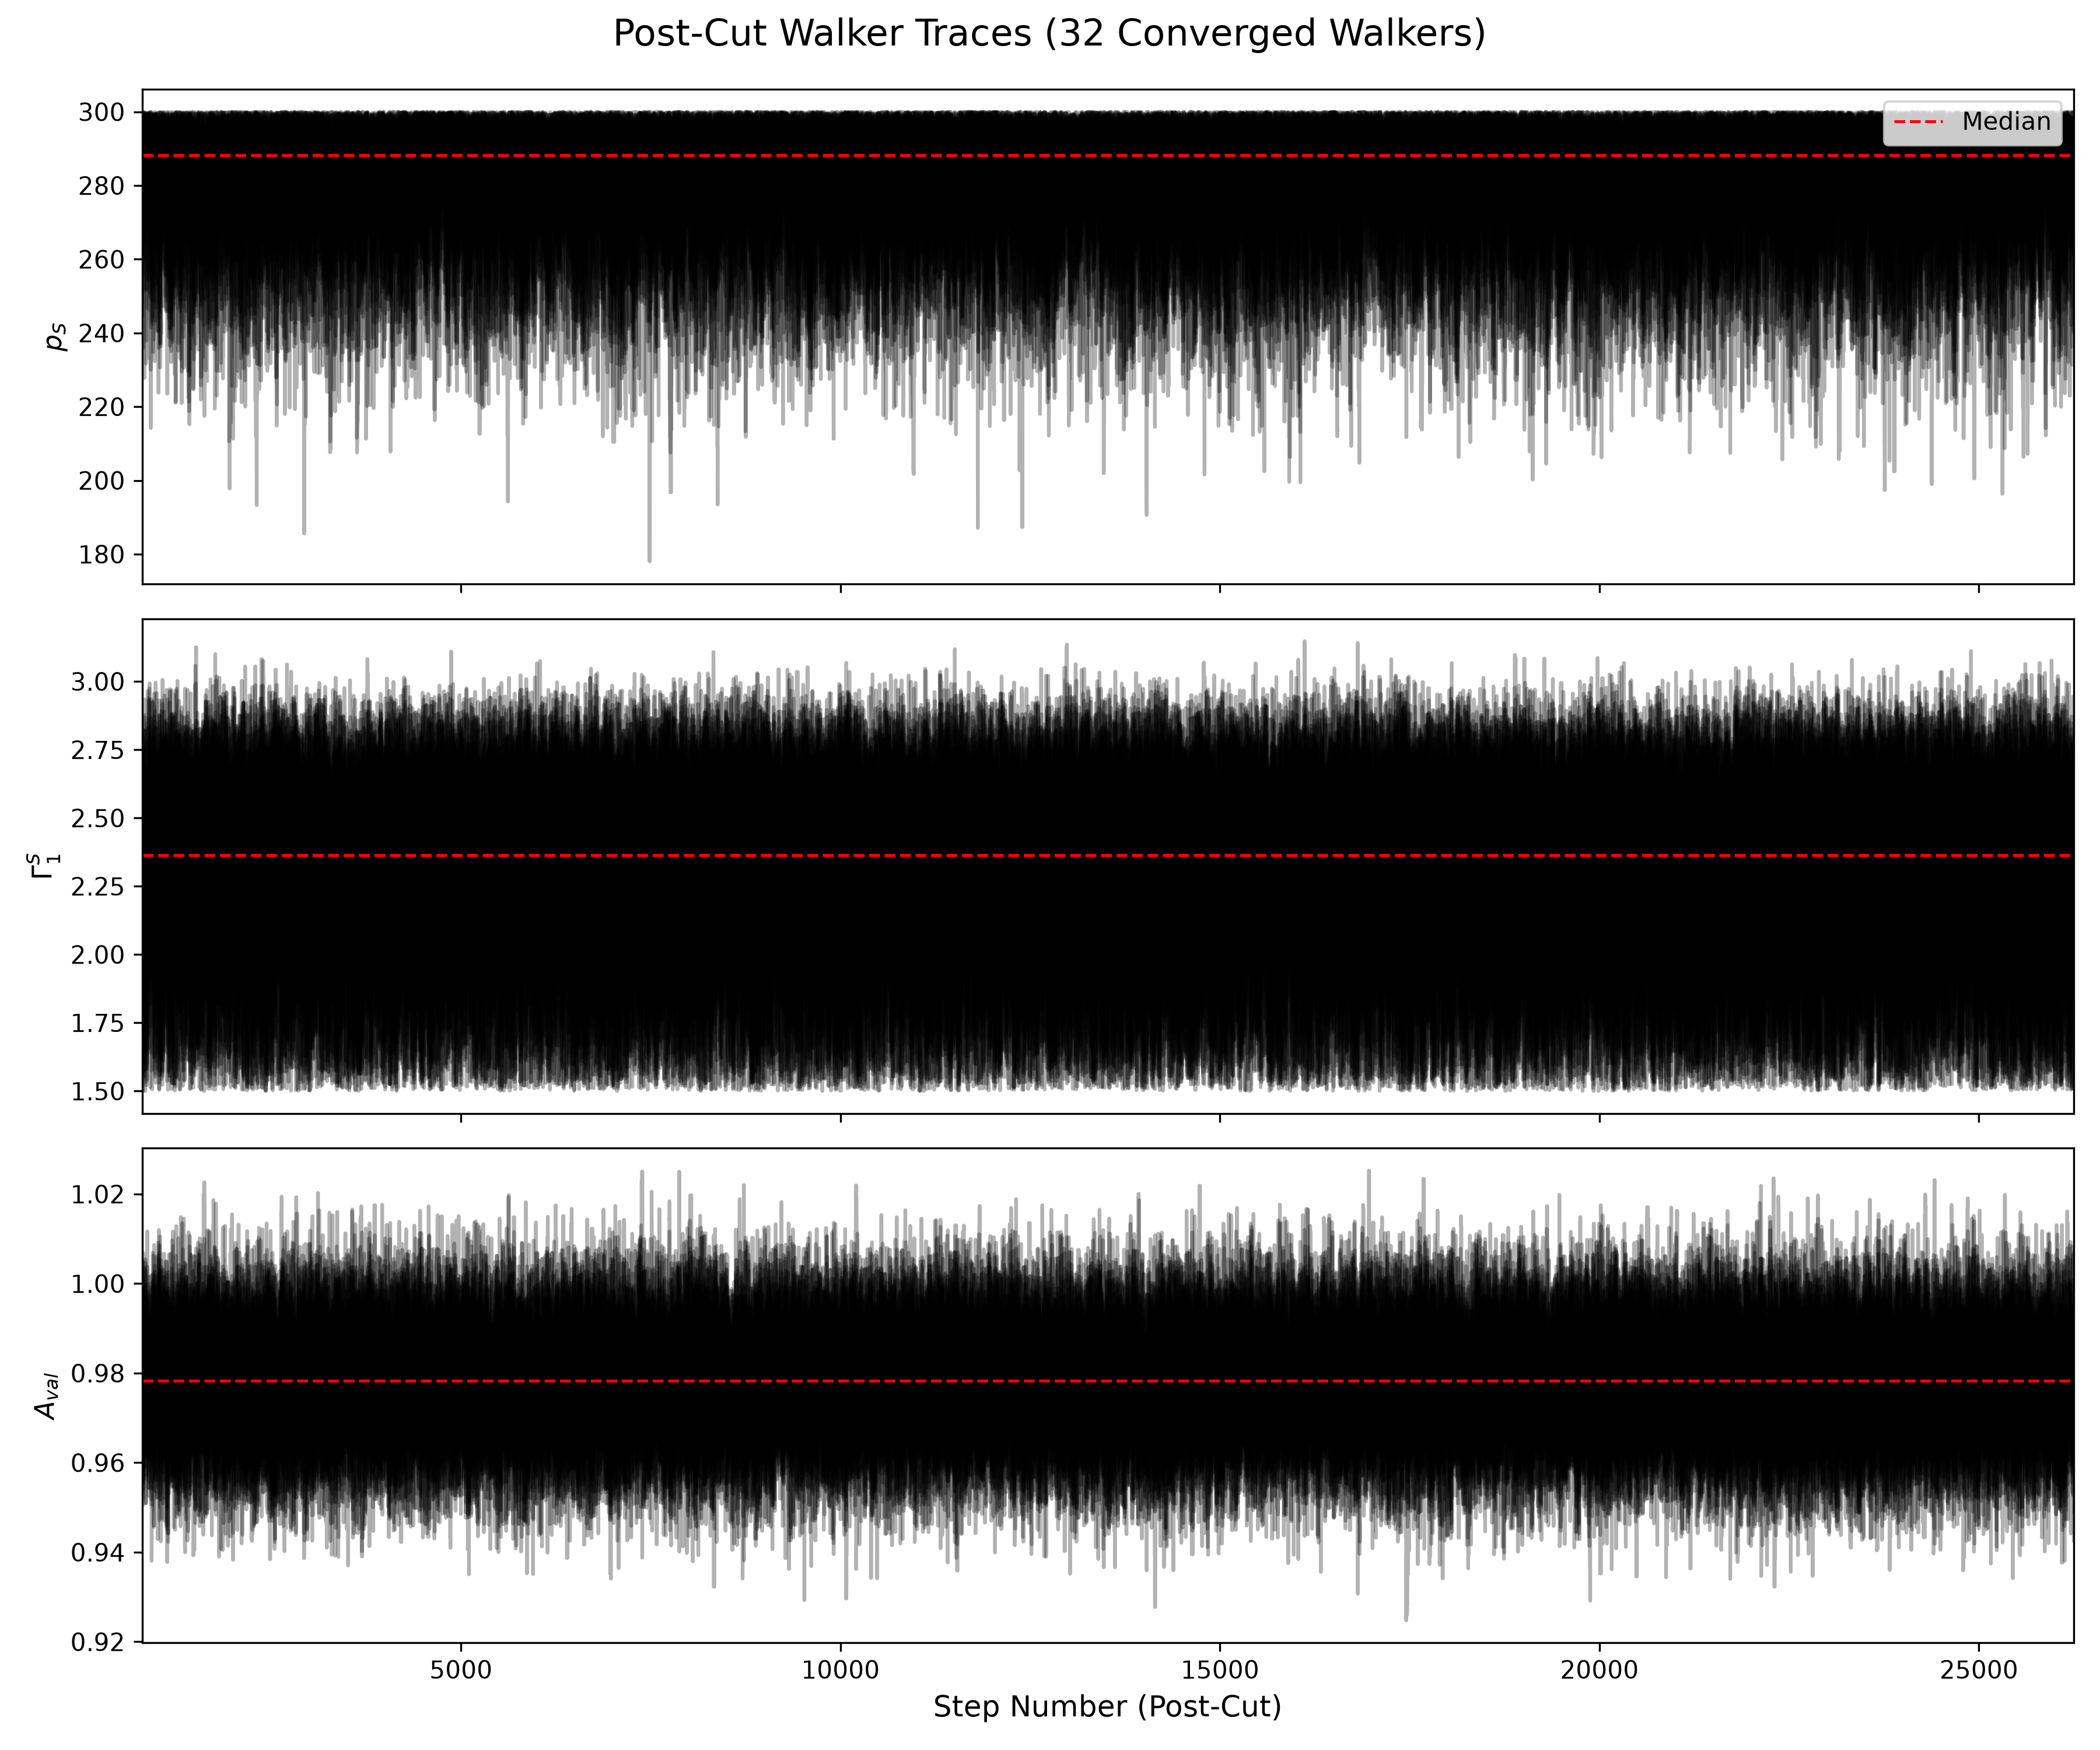 Post-Cut Walker Traces (32 Converged Walkers)
300
280
260
240
220
200
180
p_s
Median
3.00
2.75
2.50
2.25
2.00
1.75
1.50
Γ_1^s
1.02
1.00
0.98
0.96
0.94
0.92
A_val
5000 10000 15000 20000 25000
Step Number (Post-Cut)